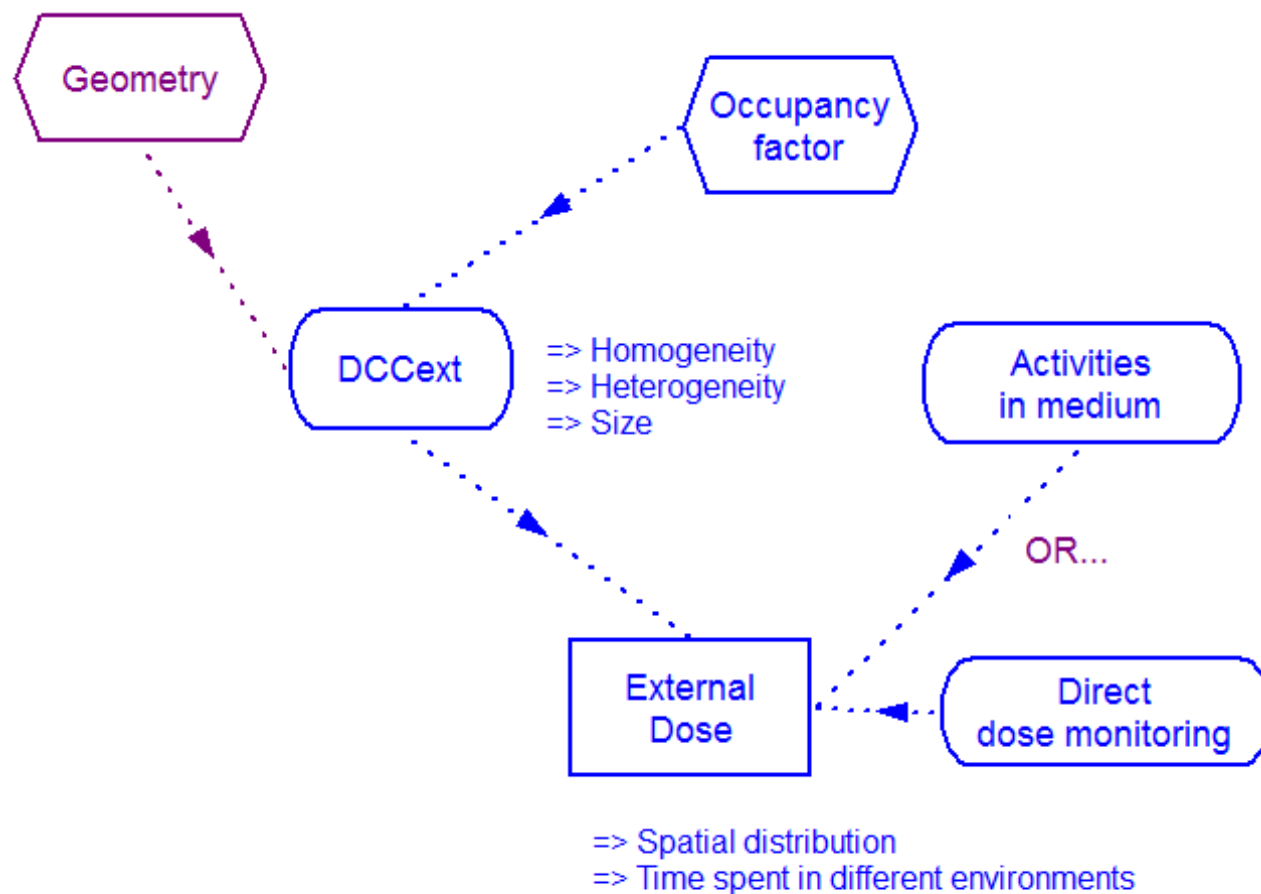 Geometry
Occupancy
factor
DCCext
=> Homogeneity
=> Heterogeneity
=> Size
Activities
in medium
OR...
External
Dose
Direct
dose monitoring
=> Spatial distribution
=> Time spent in different environments